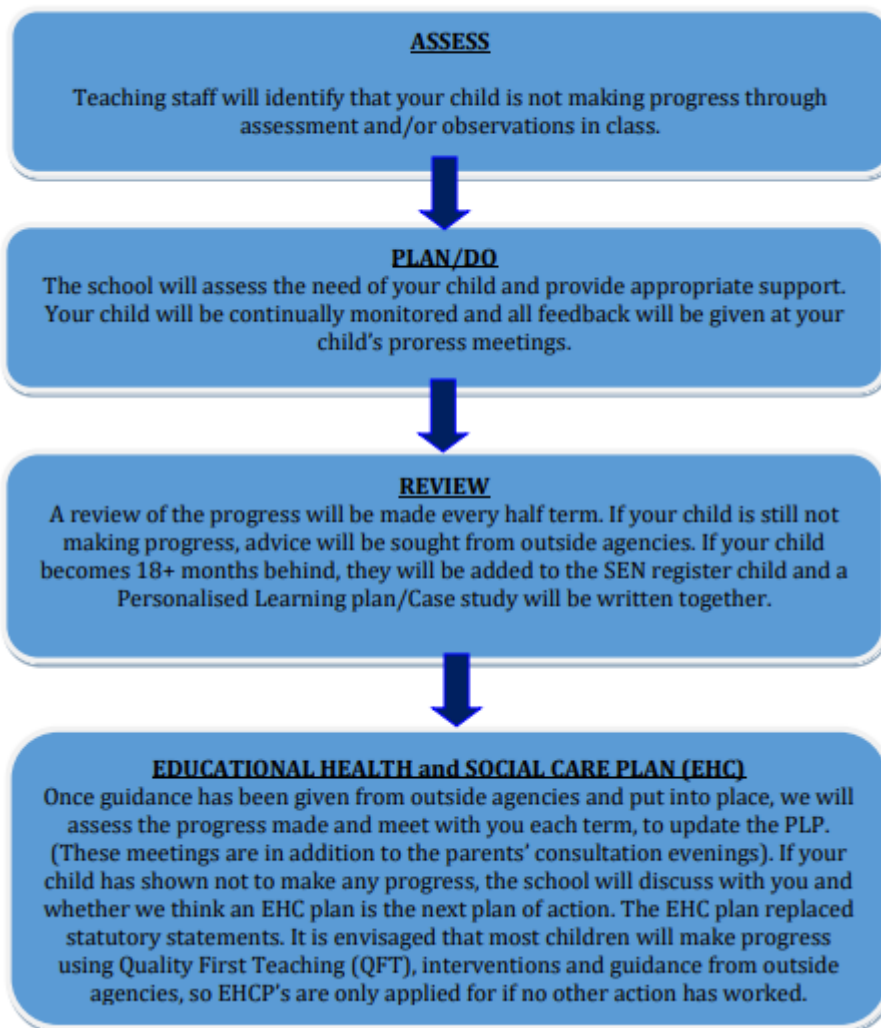 ASSESS
Teaching staff will identify that your child is not making progress through
assessment and/or observations in class.
PLAN/DO
The school will assess the need of your child and provide appropriate support.
Your child will be continually monitored and all feedback will be given at your
child's proress meetings.
REVIEW
A review of the progress will be made every half term. If your child is still not
making progress, advice will be sought from outside agencies. If your child
becomes 18+ months behind, they will be added to the SEN register child and a
Personalised Learning plan/Case study will be written together.
EDUCATIONAL HEALTH and SOCIAL CARE PLAN (EHC)
Once guidance has been given from outside agencies and put into place, we will
assess the progress made and meet with you each term, to update the PLP.
(These meetings are in addition to the parents' consultation evenings). If your
child has shown not to make any progress, the school will discuss with you and
whether we think an EHC plan is the next plan of action. The EHC plan replaced
statutory statements. It is envisaged that most children will make progress
using Quality First Teaching (QFT), interventions and guidance from outside
agencies, so EHCP's are only applied for if no other action has worked.